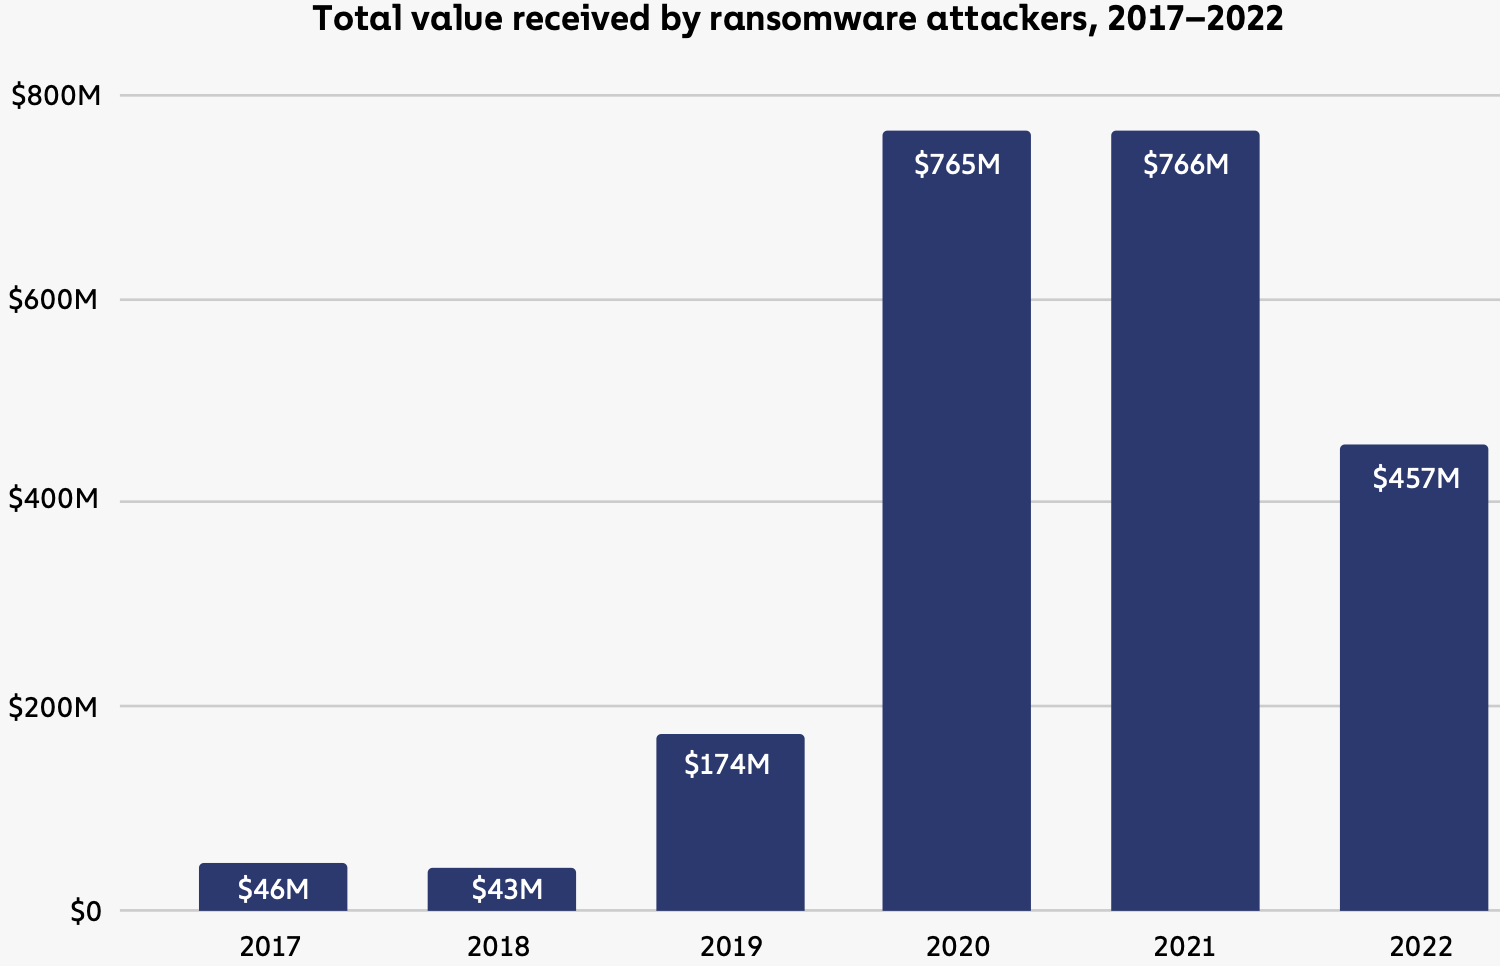 Total value received by ransomware attackers, 2017–2022
$800M
$765M
$766M
$600M
$457M
$400M
$200M
$174M
$46M
$43M
$0
2017
2018
2019
2020
2021
2022